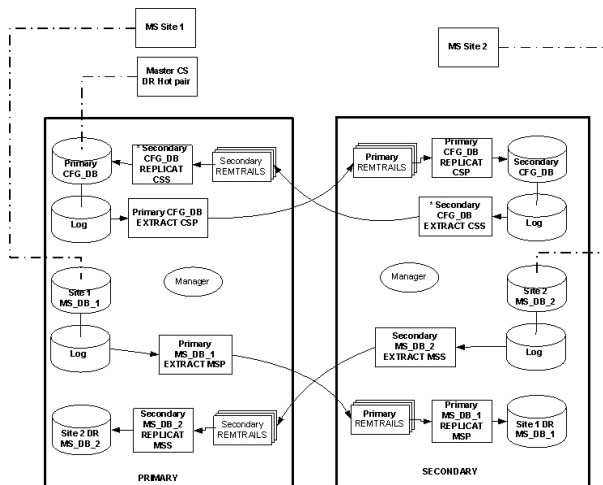 MS Site 1
MS Site 2
Master CS
DR Hot pair
Primary
CFG_DB
* Secondary
CFG_DB
REPLICAT
CSS
Secondary
REMTRAILS
Primary
REMTRAILS
Primary
CFG_DB
REPLICAT
CSP
Secondary
CFG_DB
Log
Primary CFG_DB
EXTRACT CSP
* Secondary
CFG_DB
EXTRACT CSS
Log
Site 1
MS_DB_1
Manager
Manager
Site 2
MS_DB_2
Log
Primary
MS_DB_1
EXTRACT MSP
Secondary
MS_DB_2
EXTRACT MSS
Log
Site 2 DR
MS_DB_2
Secondary
MS_DB_2
REPLICAT
MSS
Secondary
REMTRAILS
Primary
REMTRAILS
Primary
MS_DB_1
REPLICAT
MSP
Site 1 DR
MS_DB_1
PRIMARY
SECONDARY